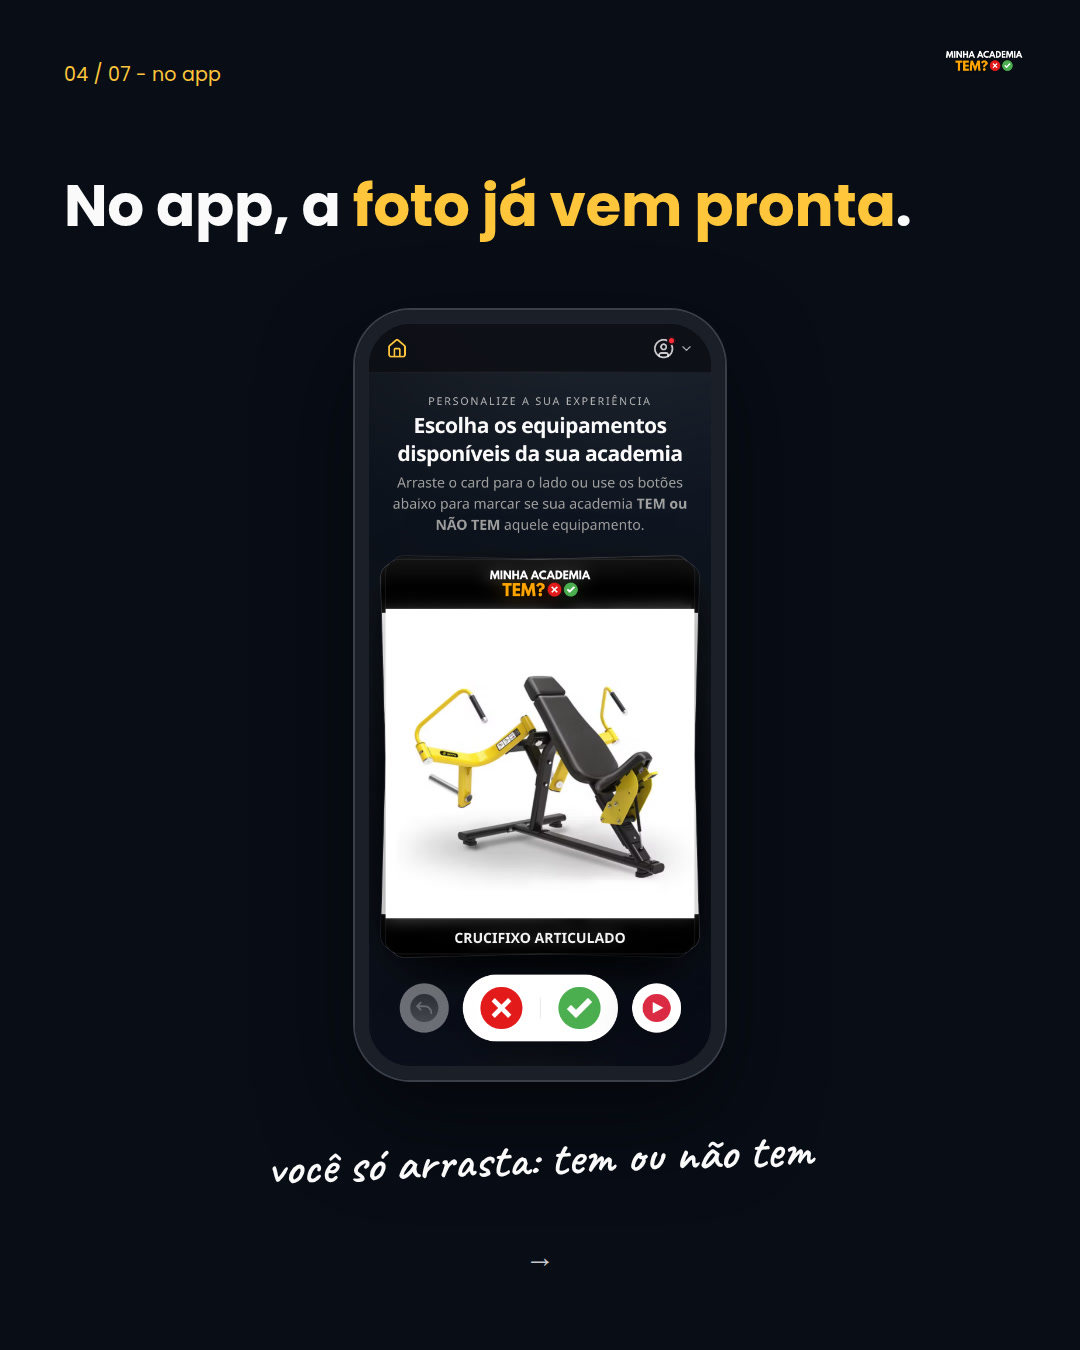 04 / 07 - no app
MINHA ACADEMIA
TEM?
No app, a foto já vem pronta.
PERSONALIZE A SUA EXPERIÊNCIA
Escolha os equipamentos
disponíveis da sua academia
Arraste o card para o lado ou use os botões
abaixo para marcar se sua academia TEM ou
NÃO TEM aquele equipamento.
MINHA ACADEMIA
TEM?
CRUCIFIXO ARTICULADO
você só arrasta: tem ou não tem
→